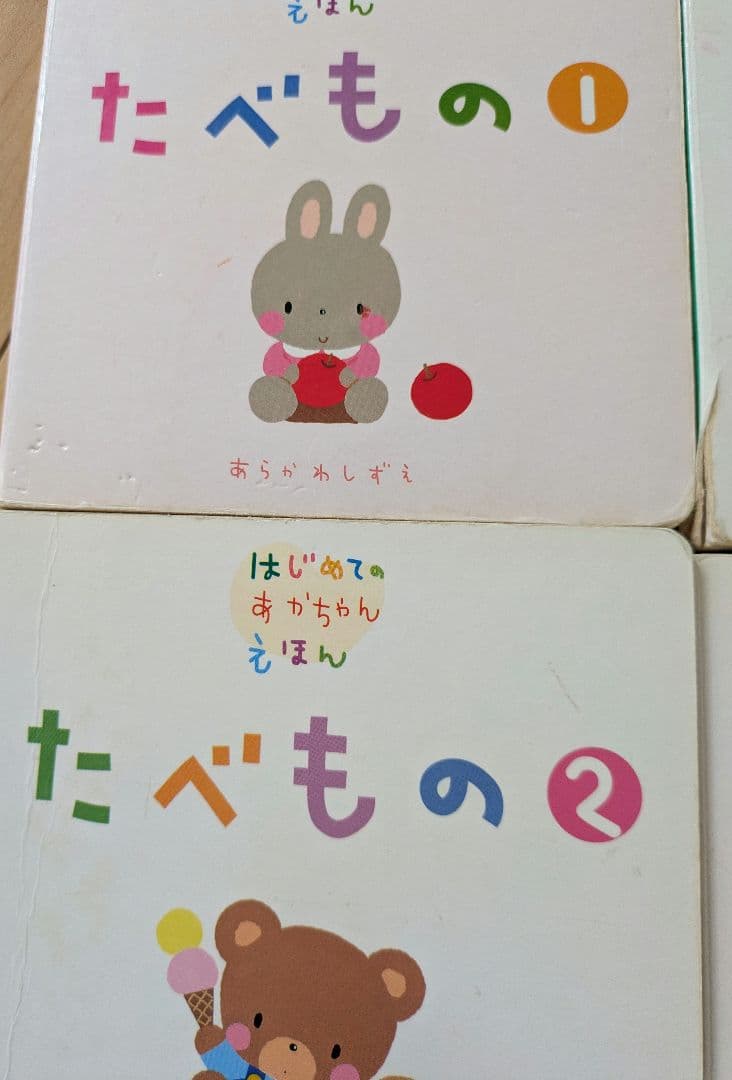 えほん
たべもの1
あらかわしずえ
はじめての
あかちゃん
えほん
たべもの2